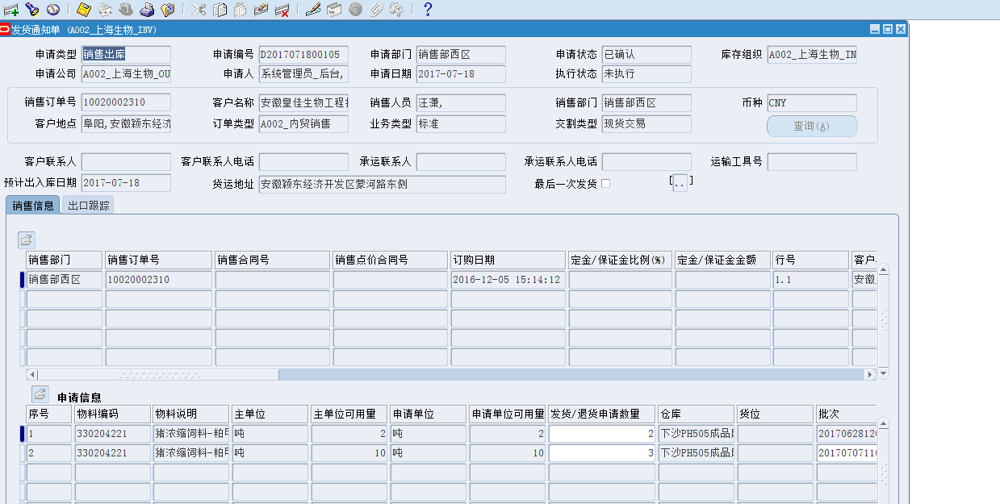 发货通知单 (A002_上海生物_INV)
申请类型 销售出库 申请编号 D2017071800105 申请部门 销售部西区 申请状态 已确认 库存组织 A002_上海生物_IN
申请公司 A002_上海生物_OU 申请人 系统管理员_后台, 申请日期 2017-07-18 执行状态 未执行
销售订单号 10020002310 客户名称 安徽皇佳生物工程 销售人员 汪潇, 销售部门 销售部西区 币种 CNY
客户地点 阜阳,安徽颖东经济 订单类型 A002_内贸销售 业务类型 标准 交割类型 现货交易 查询(A)
客户联系人 客户联系人电话 承运联系人 承运联系人电话 运输工具号
预计出入库日期 2017-07-18 货运地址 安徽颖东经济开发区蒙河路东侧 最后一次发货 [..]
销售信息 出口跟踪
销售部门 销售订单号 销售合同号 销售点价合同号 订购日期 定金/保证金比例(%) 定金/保证金金额 行号 客户
销售部西区 10020002310 2016-12-05 15:14:12 1.1 安徽
申请信息
序号 物料编码 物料说明 主单位 主单位可用量 申请单位 申请单位可用量 发货/退货申请数量 仓库 货位 批次
1 330204221 猪浓缩饲料-粕 吨 2 吨 2 2 下沙PH505成品 2017062812
2 330204221 猪浓缩饲料-粕 吨 10 吨 10 3 下沙PH505成品 2017070711